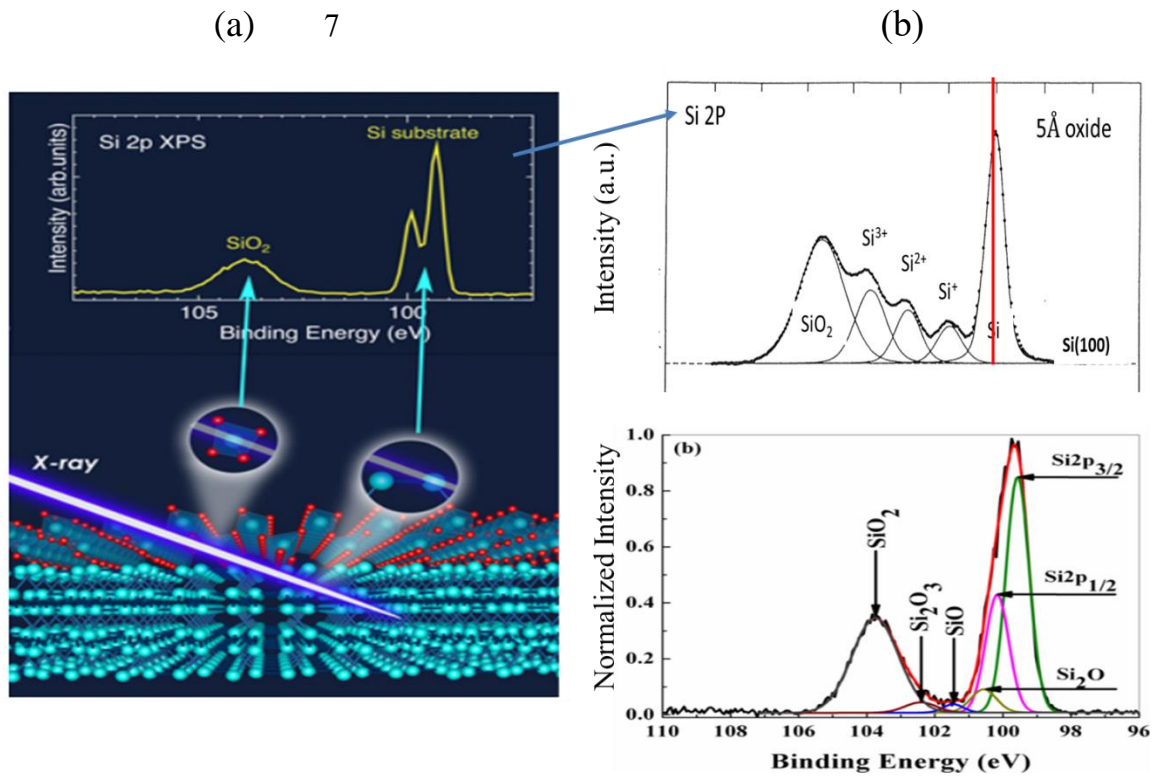 (a) 7 (b)
Si 2p XPS
Si substrate
SiO2
Intensity (arb.units)
105 100
Binding Energy (eV)
X-ray
Si 2P
5Å oxide
Intensity (a.u.)
SiO2
Si3+
Si2+
Si+
Si
Si(100)
(b)
Normalized Intensity
1.0
0.8
0.6
0.4
0.2
0.0
SiO2
Si2O3
SiO
Si2p3/2
Si2p1/2
Si2O
110 108 106 104 102 100 98 96
Binding Energy (eV)